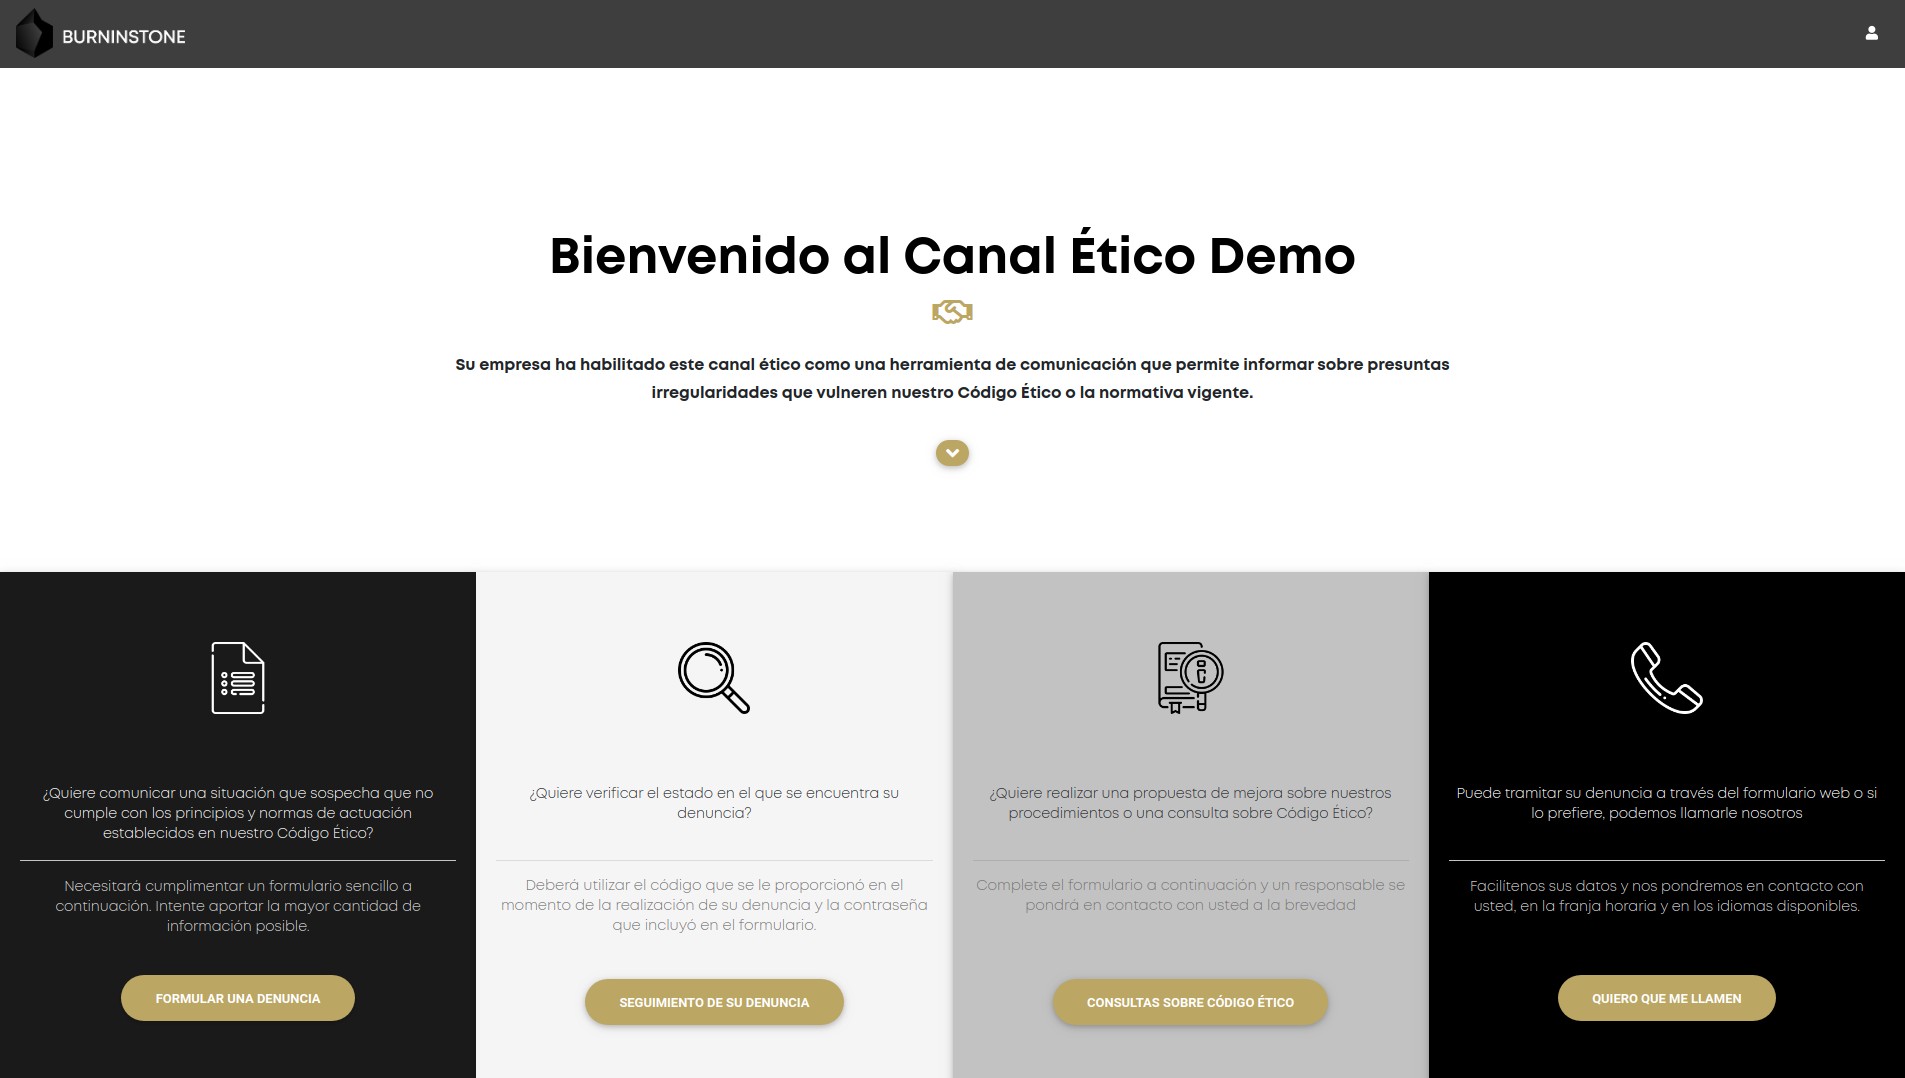 BURNINSTONE
Bienvenido al Canal Ético Demo
Su empresa ha habilitado este canal ético como una herramienta de comunicación que permite informar sobre presuntas
irregularidades que vulneren nuestro Código Ético o la normativa vigente.
¿Quiere comunicar una situación que sospecha que no
cumple con los principios y normas de actuación
establecidos en nuestro Código Ético?
Necesitará cumplimentar un formulario sencillo a
continuación. Intente aportar la mayor cantidad de
información posible.
FORMULAR UNA DENUNCIA
¿Quiere verificar el estado en el que se encuentra su
denuncia?
Deberá utilizar el código que se le proporcionó en el
momento de la realización de su denuncia y la contraseña
que incluyó en el formulario.
SEGUIMIENTO DE SU DENUNCIA
¿Quiere realizar una propuesta de mejora sobre nuestros
procedimientos o una consulta sobre Código Ético?
Complete el formulario a continuación y un responsable se
pondrá en contacto con usted a la brevedad
CONSULTAS SOBRE CÓDIGO ÉTICO
Puede tramitar su denuncia a través del formulario web o si
lo prefiere, podemos llamarle nosotros
Facilítenos sus datos y nos pondremos en contacto con
usted, en la franja horaria y en los idiomas disponibles.
QUIERO QUE ME LLAMEN